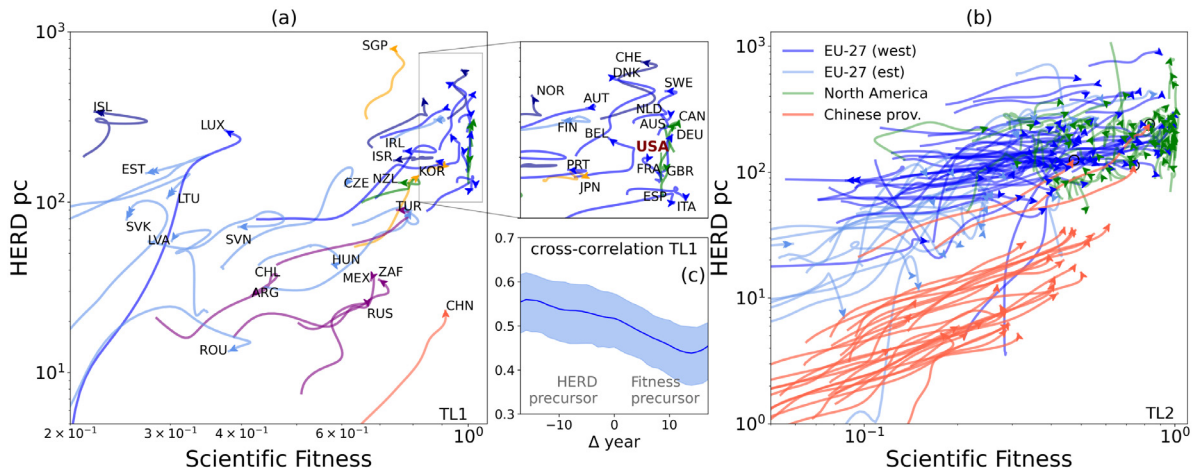 (a)
HERD pc
10³
10²
10¹
SGP
ISL
LUX
EST
LTU
SVK
LVA
SVN
IRL
ISR
KOR
NZL
CZE
TUR
HUN
CHL
ARG
MEX
ZAF
RUS
ROU
CHN
TL1
2 × 10⁻¹
3 × 10⁻¹
4 × 10⁻¹
6 × 10⁻¹
10⁰
Scientific Fitness
CHE
DNK
SWE
NOR
AUT
NLD
CAN
FIN
AUS
BEL
DEU
USA
PRT
FRA
GBR
JPN
ESP
ITA
0.7
0.6
0.5
0.4
0.3
cross-correlation TL1
(c)
HERD
precursor
Fitness
precursor
−10
0
10
Δ year
(b)
HERD pc
10³
10²
10¹
10⁰
EU-27 (west)
EU-27 (est)
North America
Chinese prov.
TL2
10⁻¹
10⁰
Scientific Fitness